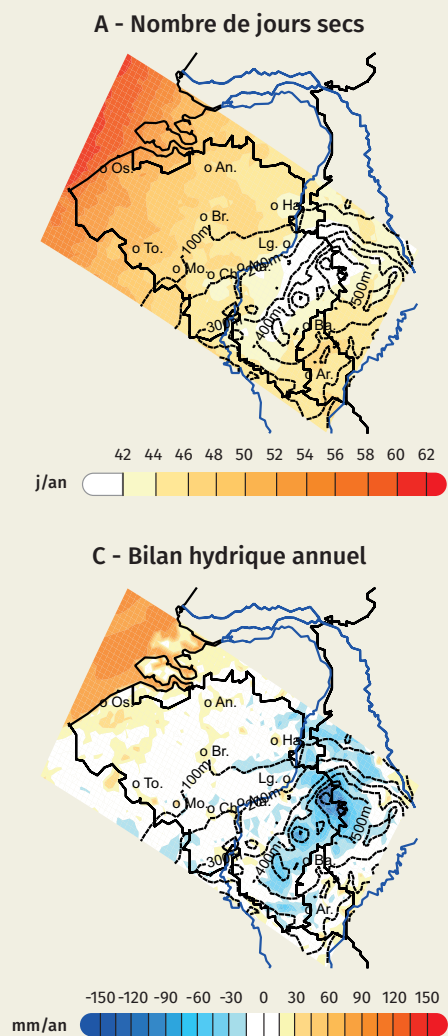 A - Nombre de jours secs
Os.
An.
Br.
Ha.
To.
100m
Lg.
Mo.
Ch.
Na.
500m
300m
400m
Ba.
Ar.
42 44 46 48 50 52 54 56 58 60 62
j/an
C - Bilan hydrique annuel
Os.
An.
Br.
Ha.
To.
100m
Lg.
Mo.
Ch.
Na.
500m
300m
400m
Ba.
Ar.
-150 -120 -90 -60 -30 0 30 60 90 120 150
mm/an